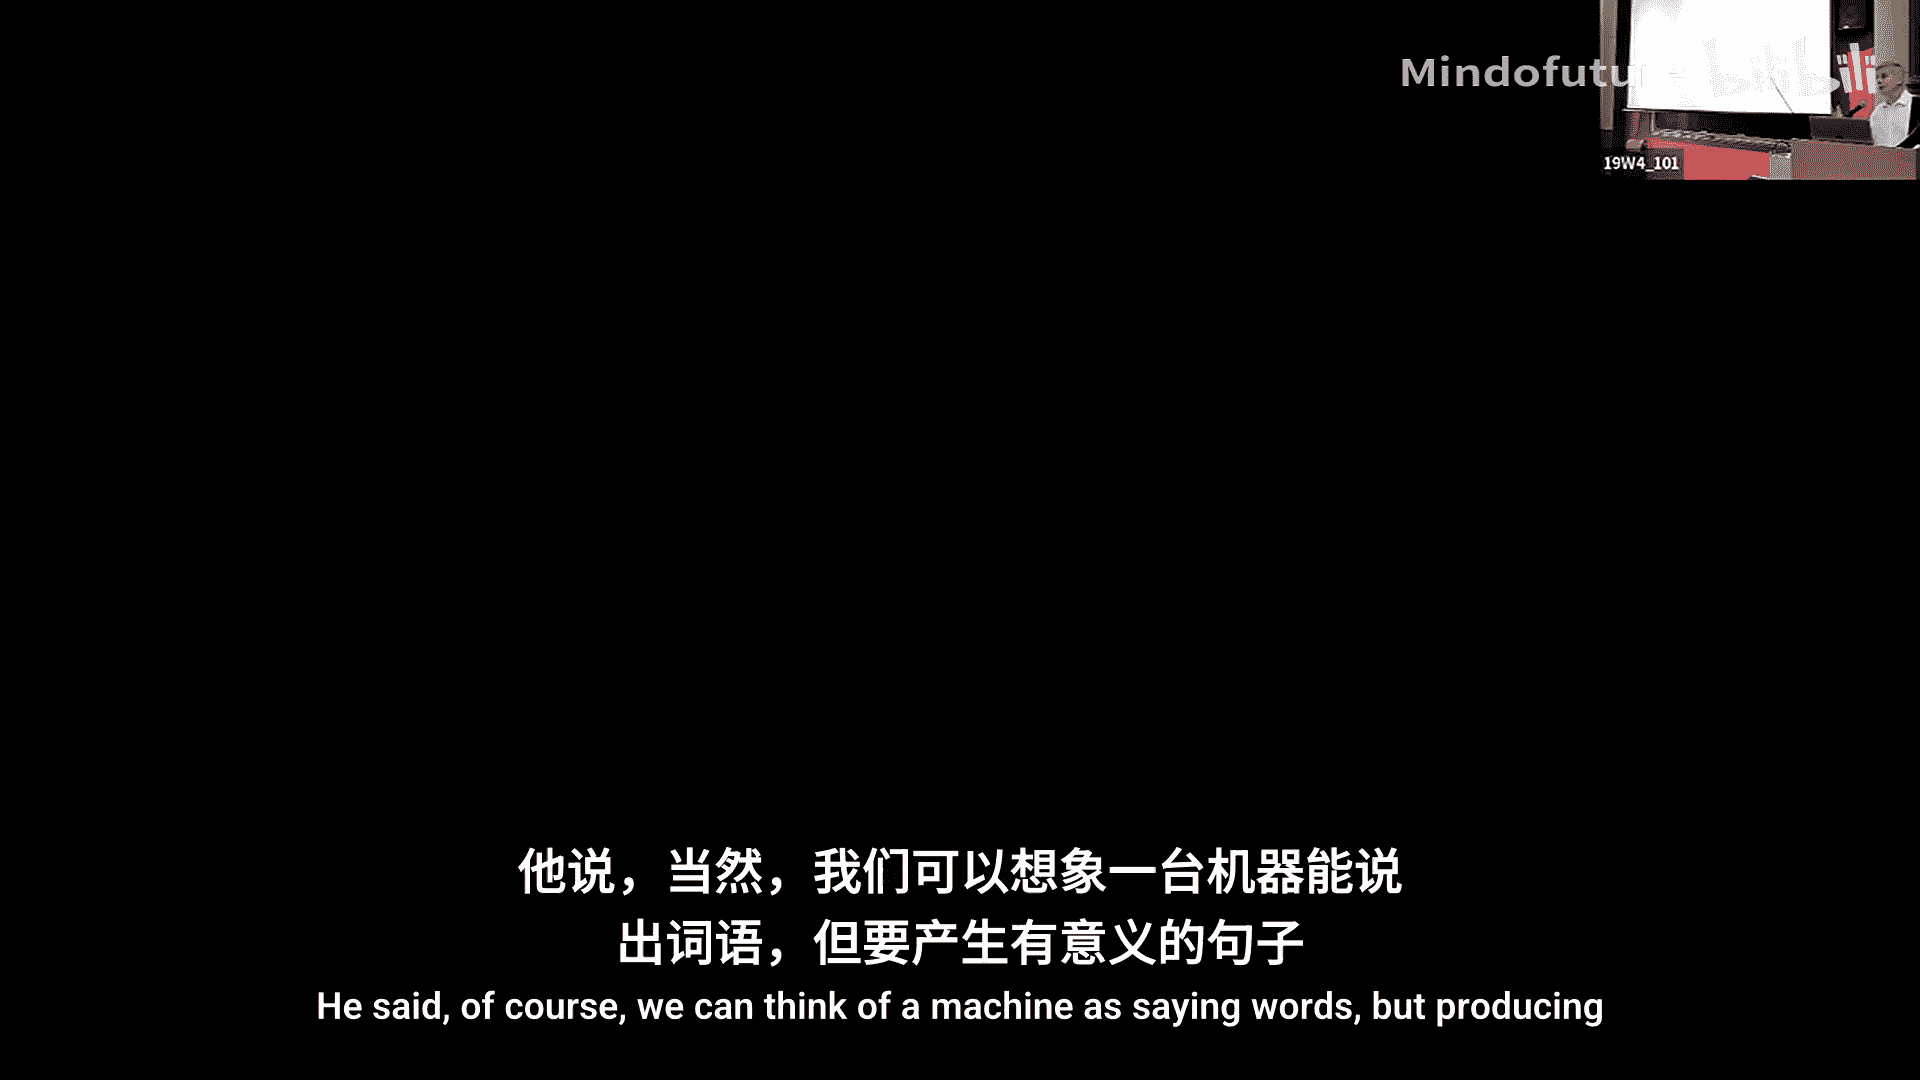 Mindofutu
bilibili
19W4_101
他说，当然，我们可以想象一台机器能说
出词语，但要产生有意义的句子
He said, of course, we can think of a machine as saying words, but producing